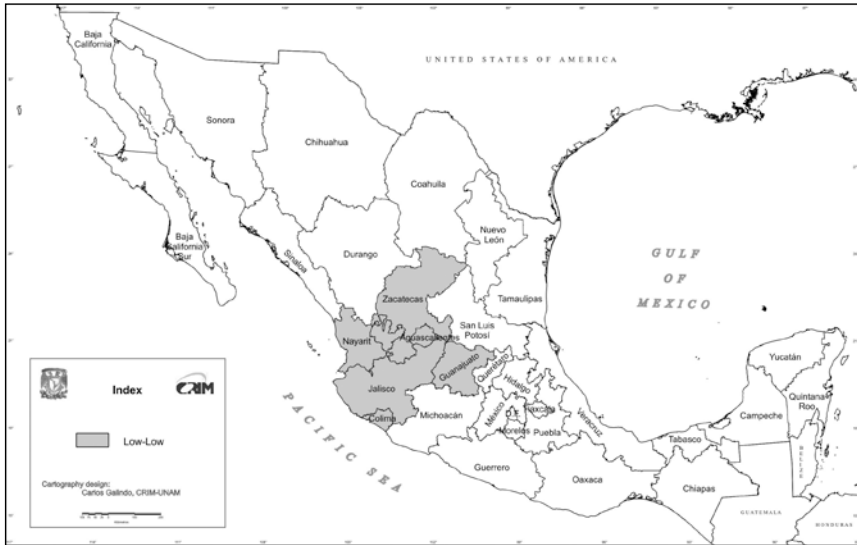 Baja
California
UNITED STATES OF AMERICA
Sonora
Chihuahua
Coahuila
Nuevo
León
Baja
California
Sur
Sinaloa
Durango
GULF
OF
MEXICO
Zacatecas
Tamaulipas
San Luis
Potosí
Nayarit
Aguascalientes
Guanajuato
Querétaro
Hidalgo
Yucatán
Quintana
Roo
Campeche
Jalisco
Colima
Michoacán
México
D.F.
Tlaxcala
Morelos
Puebla
Veracruz
Tabasco
BELIZE
PACIFIC SEA
Guerrero
Oaxaca
Chiapas
GUATEMALA
HONDURAS
Index
CRIM
Low-Low
Cartography design:
Carlos Galindo, CRIM-UNAM